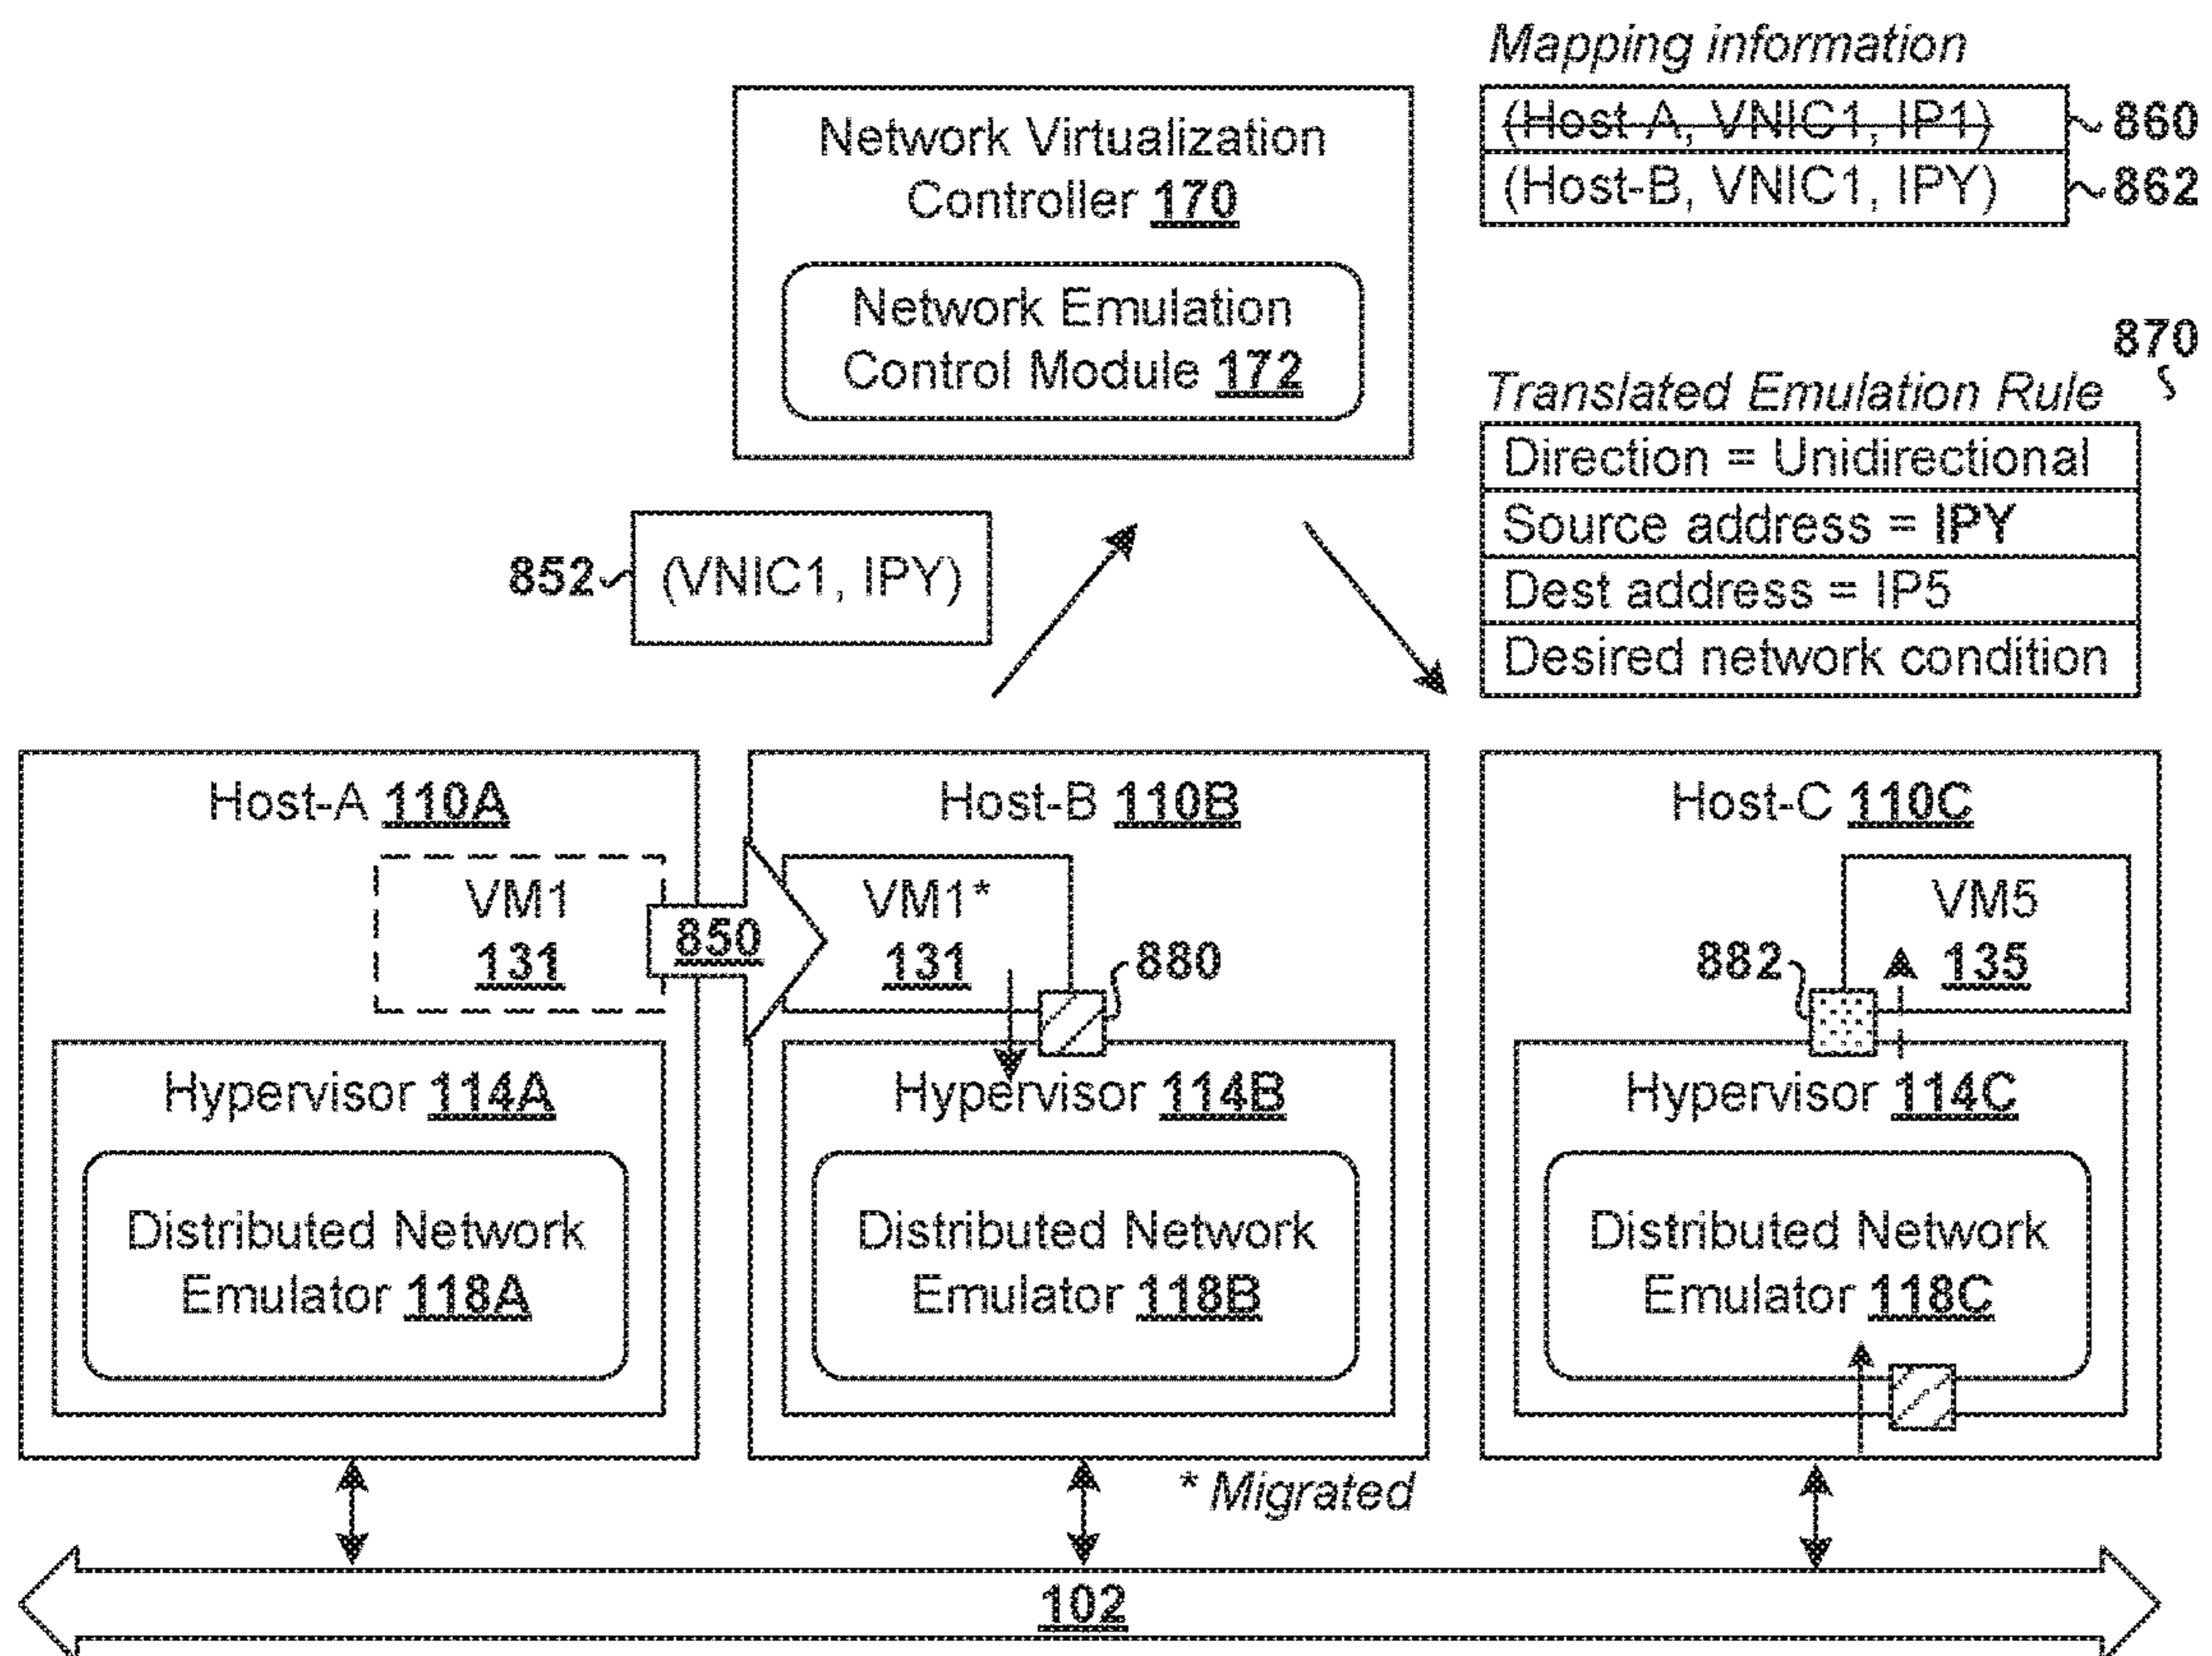 Mapping information
(Host-A, VNIC1, IP1)
860
(Host-B, VNIC1, IPY)
862
Network Virtualization
Controller 170
Network Emulation
Control Module 172
870
Translated Emulation Rule
Direction = Unidirectional
Source address = IPY
Dest address = IP5
Desired network condition
852
(VNIC1, IPY)
Host-A 110A
VM1
131
850
Hypervisor 114A
Distributed Network
Emulator 118A
Host-B 110B
VM1*
131
880
Hypervisor 114B
Distributed Network
Emulator 118B
Host-C 110C
VM5
135
882
Hypervisor 114C
Distributed Network
Emulator 118C
* Migrated
102